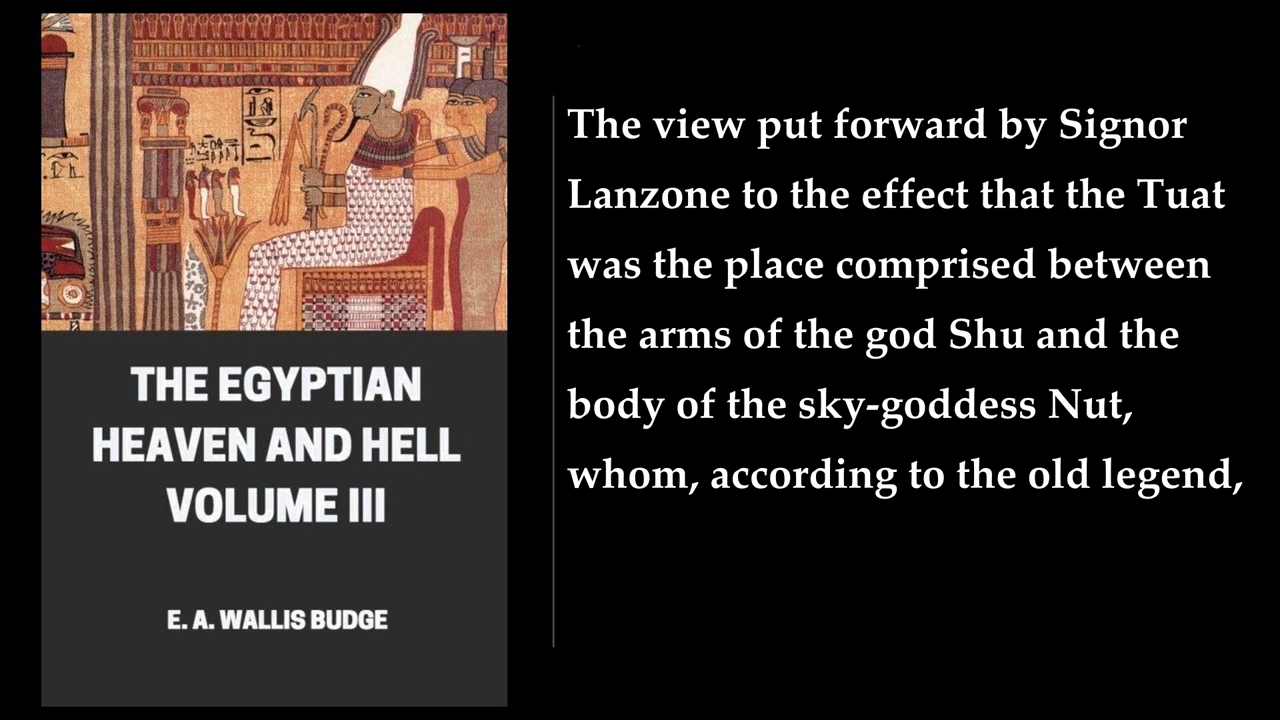 THE EGYPTIAN
HEAVEN AND HELL
VOLUME III
E. A. WALLIS BUDGE
The view put forward by Signor
Lanzone to the effect that the Tuat
was the place comprised between
the arms of the god Shu and the
body of the sky-goddess Nut,
whom, according to the old legend,